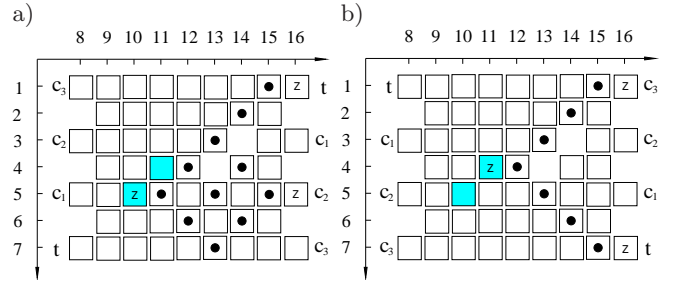 a) b)
8 9 10 11 12 13 14 15 16 8 9 10 11 12 13 14 15 16
1 c₃ z t 1 t z c₃
2 2
3 c₂ c₁ 3 c₁ c₂
4 4 z
5 c₁ z z c₂ 5 c₂ c₁
6 6
7 t c₃ 7 c₃ z t